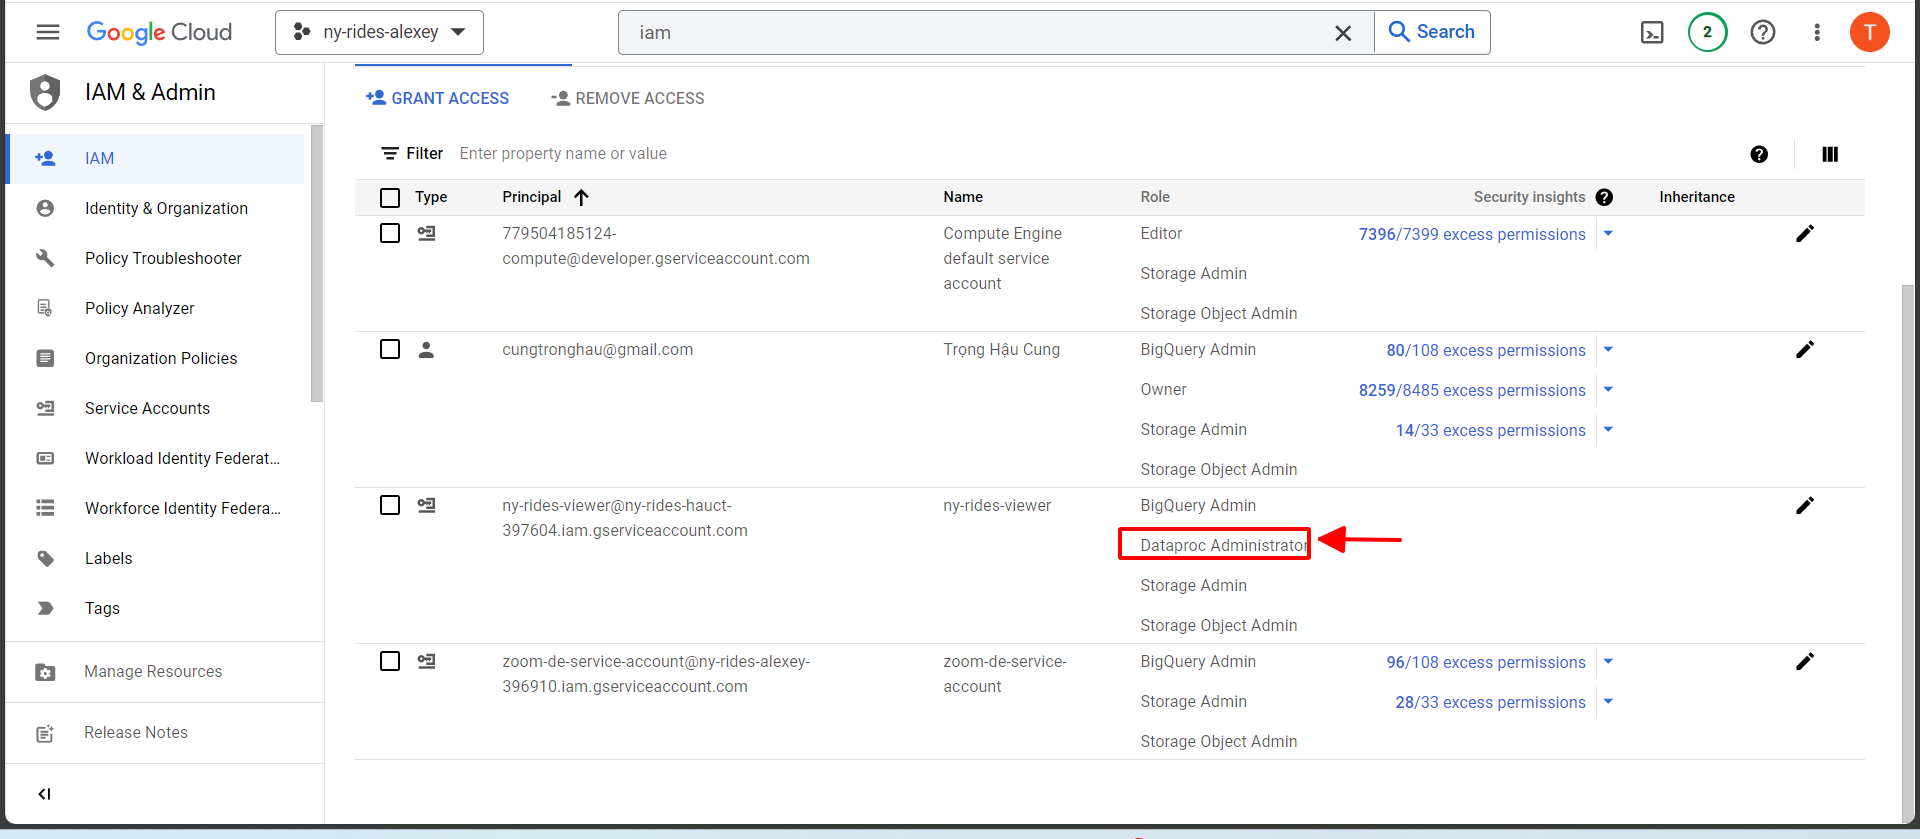 Google Cloud
ny-rides-alexey
iam
Search
2
T
IAM & Admin
GRANT ACCESS
REMOVE ACCESS
IAM
Identity & Organization
Policy Troubleshooter
Policy Analyzer
Organization Policies
Service Accounts
Workload Identity Federat...
Workforce Identity Federa...
Labels
Tags
Manage Resources
Release Notes
Filter Enter property name or value
Type Principal Name Role Security insights Inheritance
779504185124-
compute@developer.gserviceaccount.com
Compute Engine
default service
account
Editor 7396/7399 excess permissions
Storage Admin
Storage Object Admin
cungtronghau@gmail.com
Trọng Hậu Cung
BigQuery Admin 80/108 excess permissions
Owner 8259/8485 excess permissions
Storage Admin 14/33 excess permissions
Storage Object Admin
ny-rides-viewer@ny-rides-hauct-
397604.iam.gserviceaccount.com
ny-rides-viewer
BigQuery Admin
Dataproc Administrator
Storage Admin
Storage Object Admin
zoom-de-service-account@ny-rides-alexey-
396910.iam.gserviceaccount.com
zoom-de-service-
account
BigQuery Admin 96/108 excess permissions
Storage Admin 28/33 excess permissions
Storage Object Admin